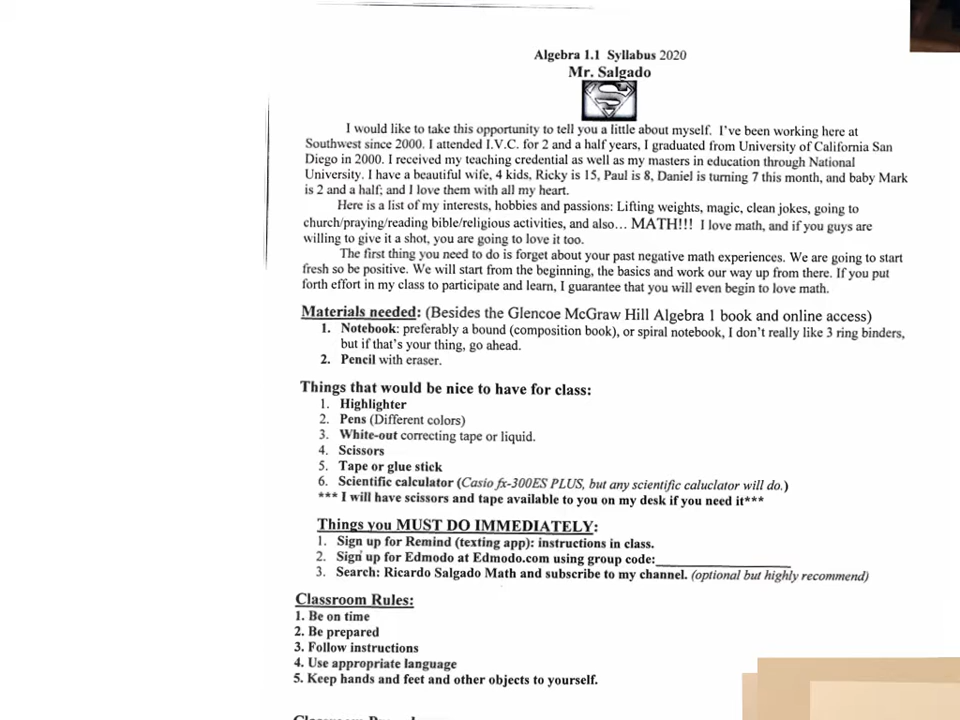 Algebra 1.1 Syllabus 2020
Mr. Salgado
I would like to take this opportunity to tell you a little about myself. I've been working here at
Southwest since 2000. I attended I.V.C. for 2 and a half years, I graduated from University of California San
Diego in 2000. I received my teaching credential as well as my masters in education through National
University. I have a beautiful wife, 4 kids, Ricky is 15, Paul is 8, Daniel is turning 7 this month, and baby Mark
is 2 and a half; and I love them with all my heart.
Here is a list of my interests, hobbies and passions: Lifting weights, magic, clean jokes, going to
church/praying/reading bible/religious activities, and also… MATH!!! I love math, and if you guys are
willing to give it a shot, you are going to love it too.
The first thing you need to do is forget about your past negative math experiences. We are going to start
fresh so be positive. We will start from the beginning, the basics and work our way up from there. If you put
forth effort in my class to participate and learn, I guarantee that you will even begin to love math.
Materials needed: (Besides the Glencoe McGraw Hill Algebra 1 book and online access)
1. Notebook: preferably a bound (composition book), or spiral notebook, I don't really like 3 ring binders,
but if that's your thing, go ahead.
2. Pencil with eraser.
Things that would be nice to have for class:
1. Highlighter
2. Pens (Different colors)
3. White-out correcting tape or liquid.
4. Scissors
5. Tape or glue stick
6. Scientific calculator (Casio fx-300ES PLUS, but any scientific caluclator will do.)
*** I will have scissors and tape available to you on my desk if you need it***
Things you MUST DO IMMEDIATELY:
1. Sign up for Remind (texting app): instructions in class.
2. Sign up for Edmodo at Edmodo.com using group code:____________________
3. Search: Ricardo Salgado Math and subscribe to my channel. (optional but highly recommend)
Classroom Rules:
1. Be on time
2. Be prepared
3. Follow instructions
4. Use appropriate language
5. Keep hands and feet and other objects to yourself.